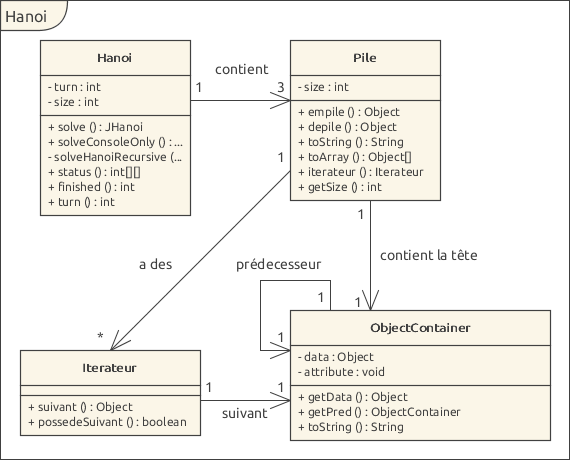 Hanoi
Hanoi
- turn : int
- size : int
+ solve () : JHanoi
+ solveConsoleOnly () : ...
- solveHanoiRecursive (...
+ status () : int[][]
+ finished () : int
+ turn () : int
contient
1
3
Pile
- size : int
+ empile () : Object
+ depile () : Object
+ toString () : String
+ toArray () : Object[]
+ iterateur () : Iterateur
+ getSize () : int
1
a des
*
1
contient la tête
1
prédecesseur
1
1
Iterateur
+ suivant () : Object
+ possedeSuivant () : boolean
1
suivant
1
ObjectContainer
- data : Object
- attribute : void
+ getData () : Object
+ getPred () : ObjectContainer
+ toString () : String